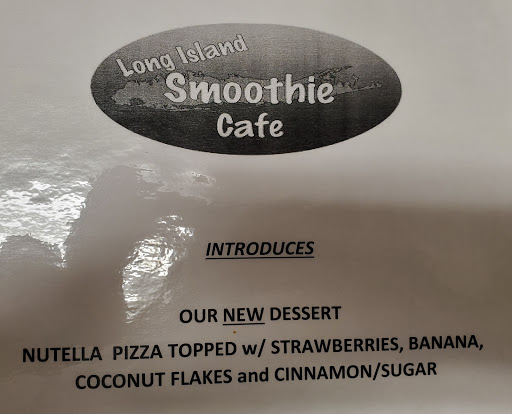 Long Island
Smoothie
Cafe
INTRODUCES
OUR NEW DESSERT
NUTELLA PIZZA TOPPED w/ STRAWBERRIES, BANANA,
COCONUT FLAKES and CINNAMON/SUGAR